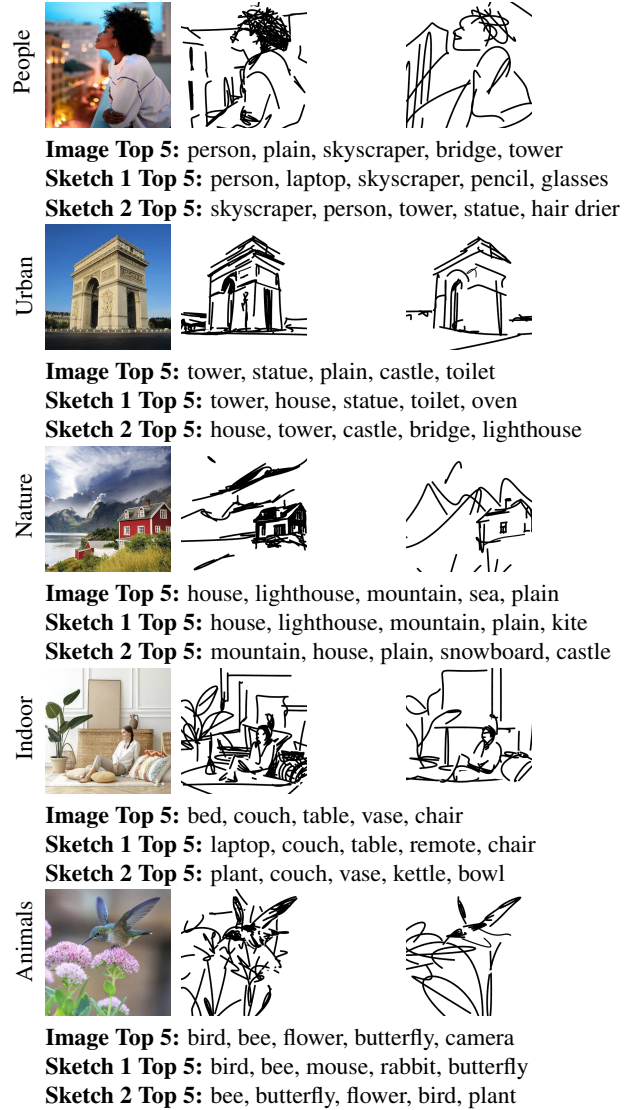 People
Image Top 5: person, plain, skyscraper, bridge, tower
Sketch 1 Top 5: person, laptop, skyscraper, pencil, glasses
Sketch 2 Top 5: skyscraper, person, tower, statue, hair drier
Urban
Image Top 5: tower, statue, plain, castle, toilet
Sketch 1 Top 5: tower, house, statue, toilet, oven
Sketch 2 Top 5: house, tower, castle, bridge, lighthouse
Nature
Image Top 5: house, lighthouse, mountain, sea, plain
Sketch 1 Top 5: house, lighthouse, mountain, plain, kite
Sketch 2 Top 5: mountain, house, plain, snowboard, castle
Indoor
Image Top 5: bed, couch, table, vase, chair
Sketch 1 Top 5: laptop, couch, table, remote, chair
Sketch 2 Top 5: plant, couch, vase, kettle, bowl
Animals
Image Top 5: bird, bee, flower, butterfly, camera
Sketch 1 Top 5: bird, bee, mouse, rabbit, butterfly
Sketch 2 Top 5: bee, butterfly, flower, bird, plant